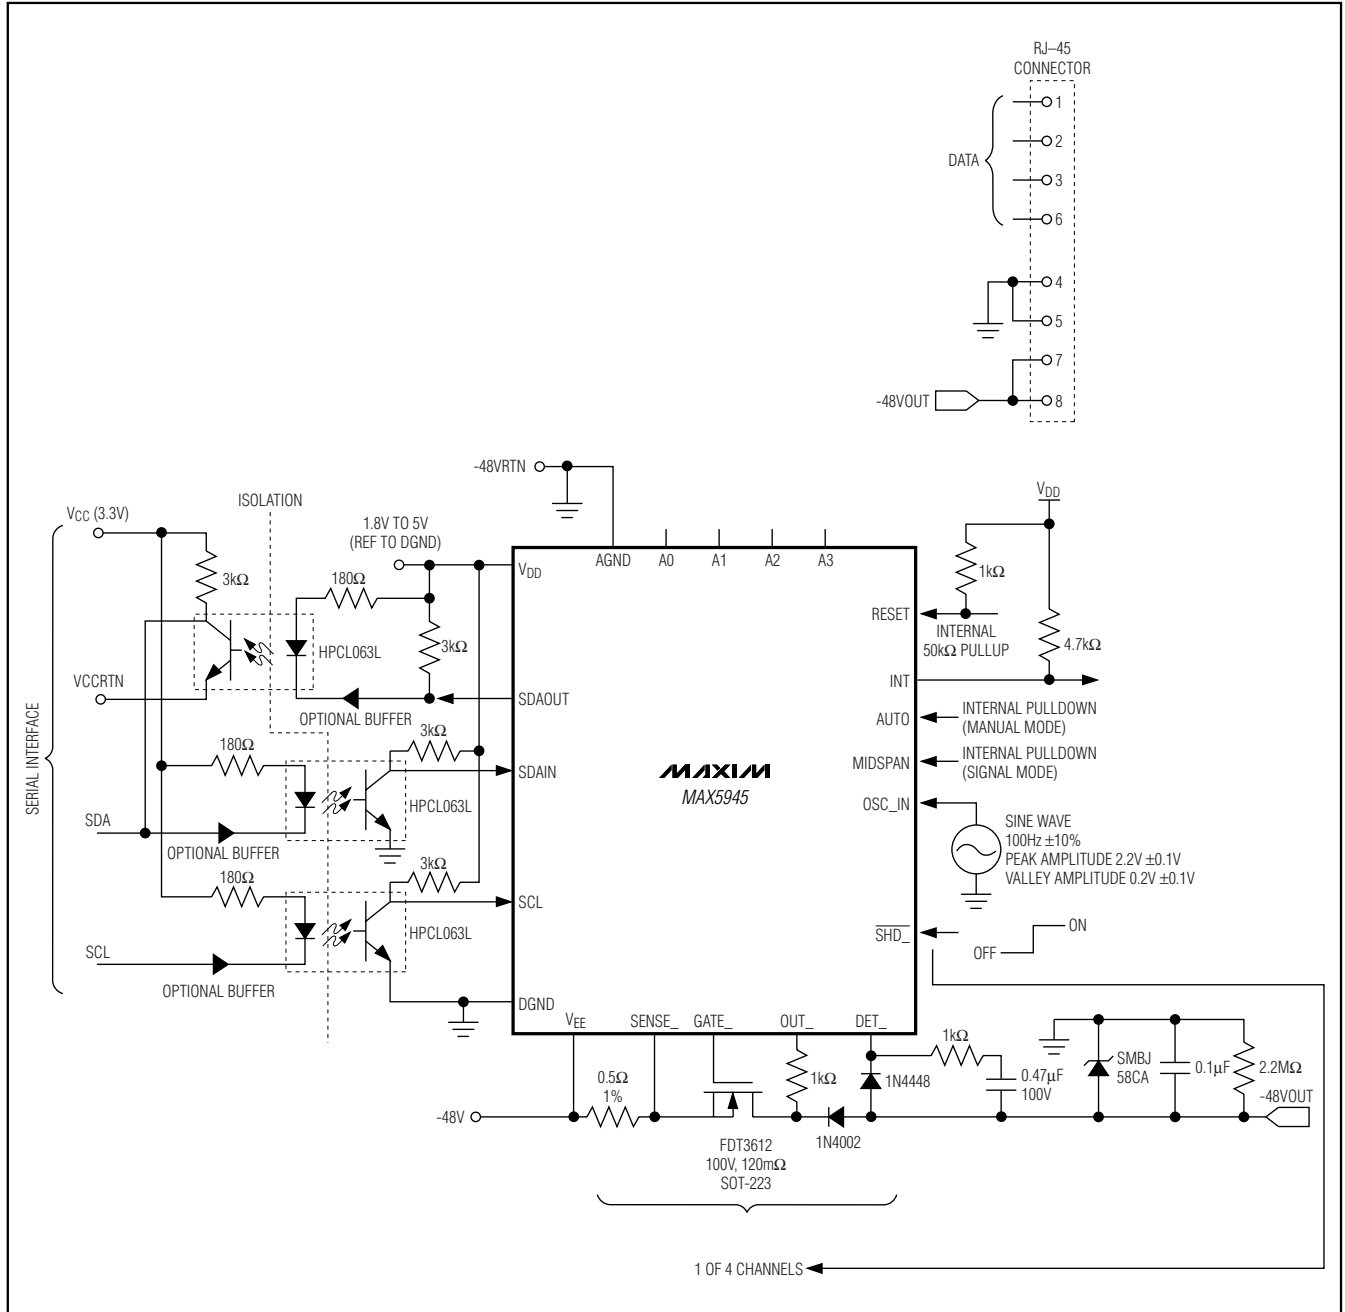 RJ–45
CONNECTOR
1
2
DATA
3
6
4
5
7
-48VOUT
8
-48VRTN
ISOLATION
VCC (3.3V)
1.8V TO 5V
(REF TO DGND)
VDD
3kΩ
180Ω
VDD
AGND
A0
A1
A2
A3
1kΩ
RESET
INTERNAL
50kΩ PULLUP
4.7kΩ
HPCL063L
3kΩ
VCCRTN
SDAOUT
OPTIONAL BUFFER
INT
SERIAL INTERFACE
AUTO
INTERNAL PULLDOWN
(MANUAL MODE)
180Ω
3kΩ
SDAIN
MAXIM
MAX5945
MIDSPAN
INTERNAL PULLDOWN
(SIGNAL MODE)
HPCL063L
OSC_IN
SDA
OPTIONAL BUFFER
SINE WAVE
100Hz ±10%
PEAK AMPLITUDE 2.2V ±0.1V
VALLEY AMPLITUDE 0.2V ±0.1V
180Ω
3kΩ
SCL
HPCL063L
SHD_
OFF
ON
SCL
OPTIONAL BUFFER
DGND
VEE
SENSE_
GATE_
OUT_
DET_
1kΩ
0.5Ω
1%
1kΩ
1N4448
0.47μF
100V
SMBJ
58CA
0.1μF
2.2MΩ
-48V
1N4002
-48VOUT
FDT3612
100V, 120mΩ
SOT-223
1 OF 4 CHANNELS